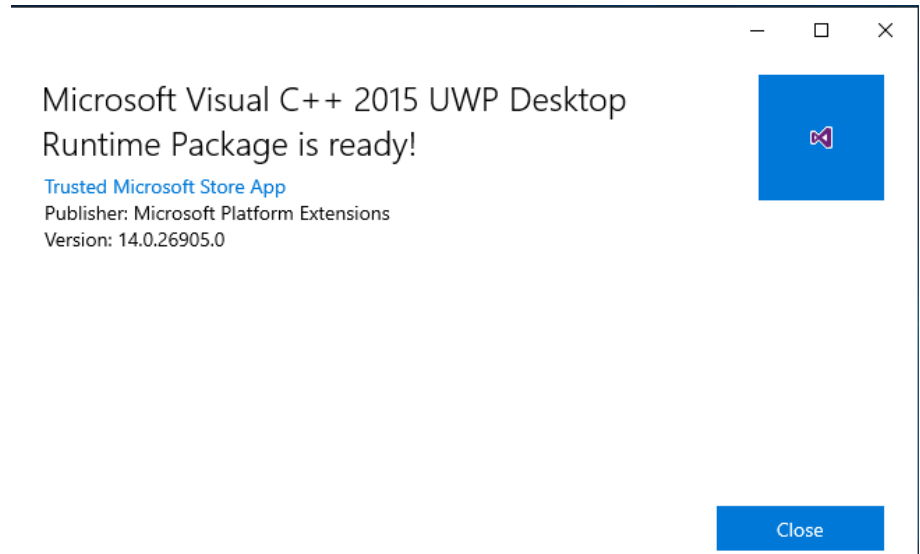 Microsoft Visual C++ 2015 UWP Desktop
Runtime Package is ready!
Trusted Microsoft Store App
Publisher: Microsoft Platform Extensions
Version: 14.0.26905.0
Close